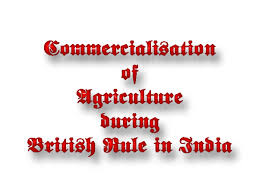 Commercialisation
of
Agriculture
during
British Rule in India